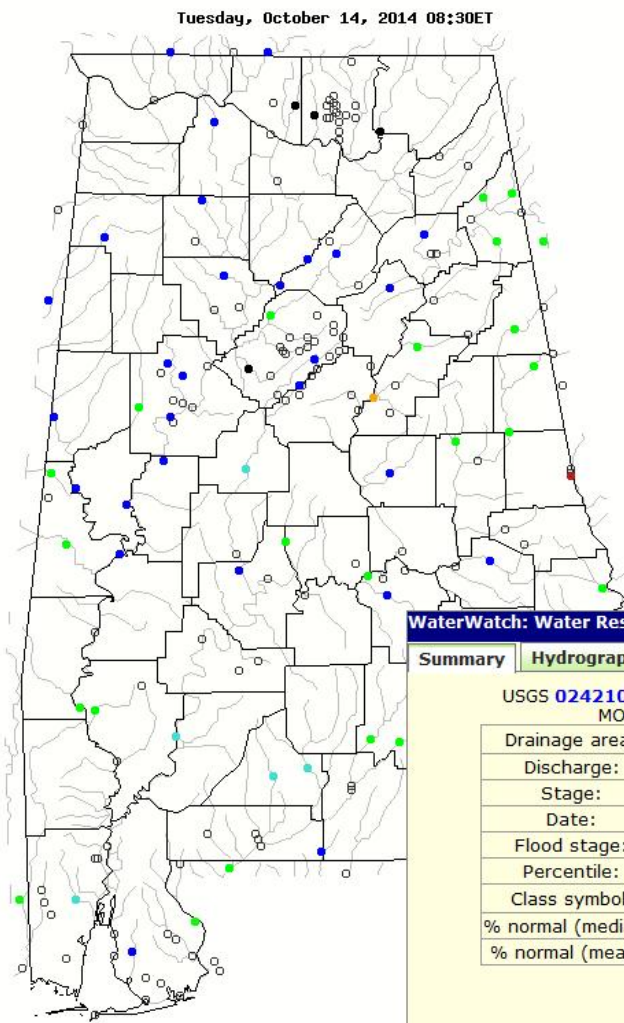 Tuesday, October 14, 2014 08:30ET
WaterWatch: Water Res
Summary Hydrograp
USGS 024210
MO
Drainage area
Discharge:
Stage:
Date:
Flood stage:
Percentile:
Class symbol
% normal (medi
% normal (mea